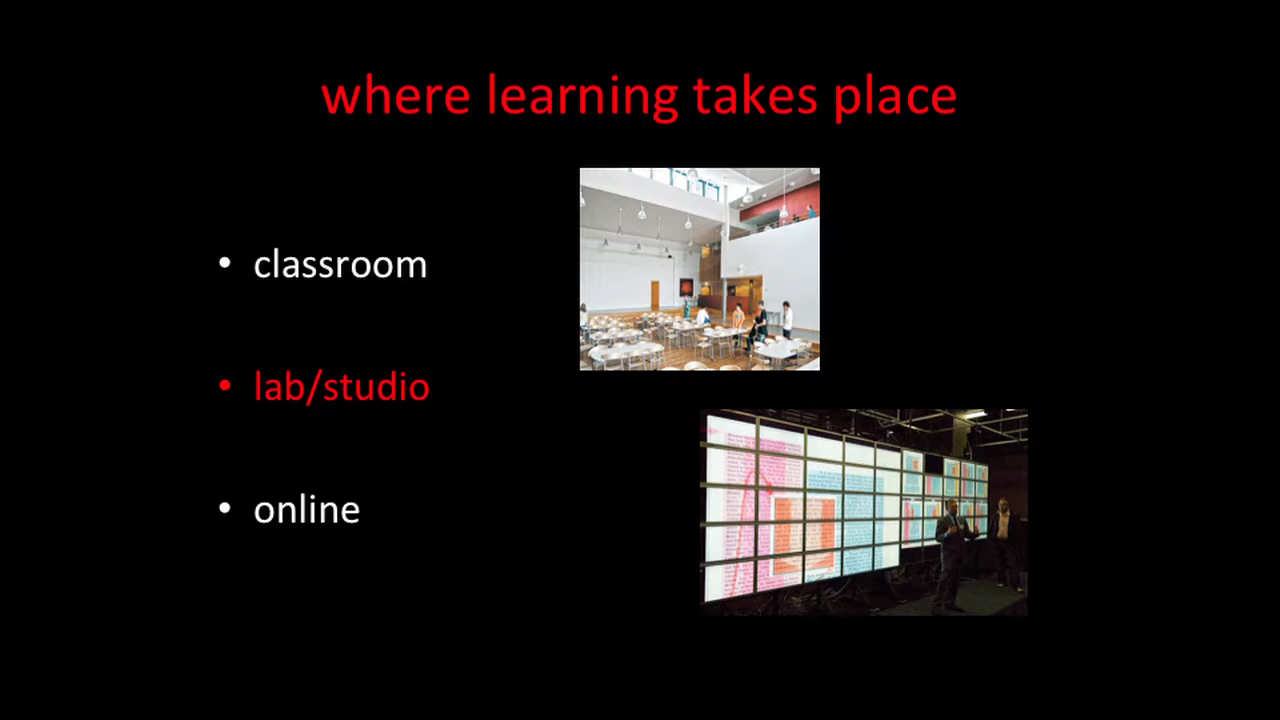 where learning takes place
• classroom
• lab/studio
• online